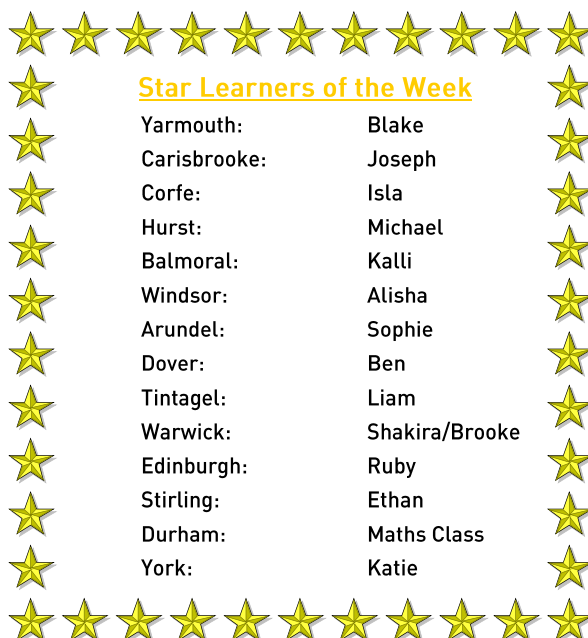 Star Learners of the Week
Yarmouth: Blake
Carisbrooke: Joseph
Corfe: Isla
Hurst: Michael
Balmoral: Kalli
Windsor: Alisha
Arundel: Sophie
Dover: Ben
Tintagel: Liam
Warwick: Shakira/Brooke
Edinburgh: Ruby
Stirling: Ethan
Durham: Maths Class
York: Katie